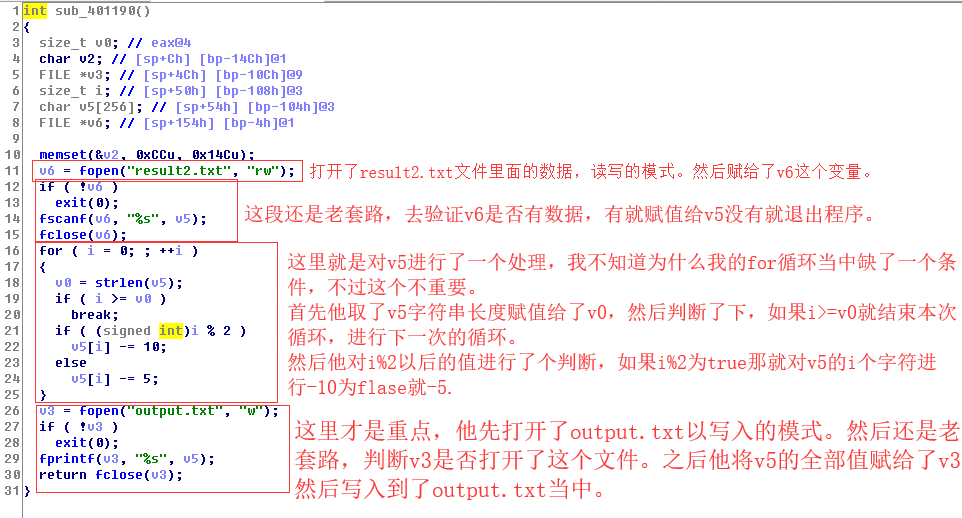 1 int sub_401190()
2 {
3 size_t v0; // eax@4
4 char v2; // [sp+Ch] [bp-14Ch]@1
5 FILE *v3; // [sp+4Ch] [bp-10Ch]@9
6 size_t i; // [sp+50h] [bp-108h]@3
7 char v5[256]; // [sp+54h] [bp-104h]@3
8 FILE *v6; // [sp+154h] [bp-4h]@1
9
10 memset(&v2, 0xCCu, 0x14Cu);
11 v6 = fopen("result2.txt", "rw"); 打开了result2.txt文件里面的数据，读写的模式。然后赋给了v6这个变量。
12 if ( !v6 )
13 exit(0);
14 fscanf(v6, "%s", v5);
15 fclose(v6);
这段还是老套路，去验证v6是否有数据，有就赋值给v5没有就退出程序。
16 for ( i = 0; ; ++i )
17 {
18 v0 = strlen(v5);
19 if ( i >= v0 )
20 break;
21 if ( (signed int)i % 2 )
22 v5[i] -= 10;
23 else
24 v5[i] -= 5;
25 }
这里就是对v5进行了一个处理，我不知道为什么我的for循环当中缺了一个条
件，不过这个不重要。
首先他取了v5字符串长度赋值给了v0，然后判断了下，如果i>=v0就结束本次
循环，进行下一次的循环。
然后他对i%2以后的值进行了个判断，如果i%2为true那就对v5的i个字符进
行-10为flase就-5.
26 v3 = fopen("output.txt", "w");
27 if ( !v3 )
28 exit(0);
29 fprintf(v3, "%s", v5);
30 return fclose(v3);
31 }
这里才是重点，他先打开了output.txt以写入的模式。然后还是老
套路，判断v3是否打开了这个文件。之后他将v5的全部值赋给了v3
然后写入到了output.txt当中。